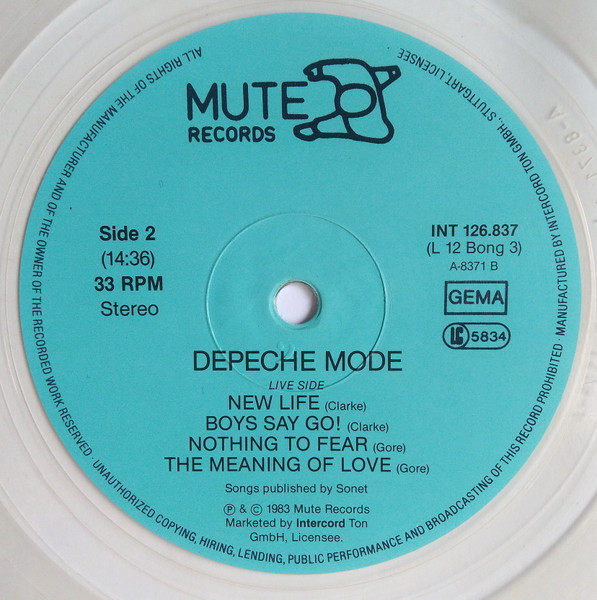 MUTE
RECORDS
Side 2
(14:36)
33 RPM
Stereo
INT 126.837
(L 12 Bong 3)
A-8371 B
GEMA
LC 5834
DEPECHE MODE
LIVE SIDE
NEW LIFE (Clarke)
BOYS SAY GO! (Clarke)
NOTHING TO FEAR (Gore)
THE MEANING OF LOVE (Gore)
Songs published by Sonet
Ⓟ & © 1983 Mute Records
Marketed by Intercord Ton
GmbH, Licensee.
ALL RIGHTS OF THE MANUFACTURER AND OF THE OWNER OF THE RECORDED WORK RESERVED · UNAUTHORIZED COPYING, HIRING, LENDING, PUBLIC PERFORMANCE AND BROADCASTING OF THIS RECORD PROHIBITED · MANUFACTURED BY INTERCORD TON GMBH, STUTTGART, LICENSEE